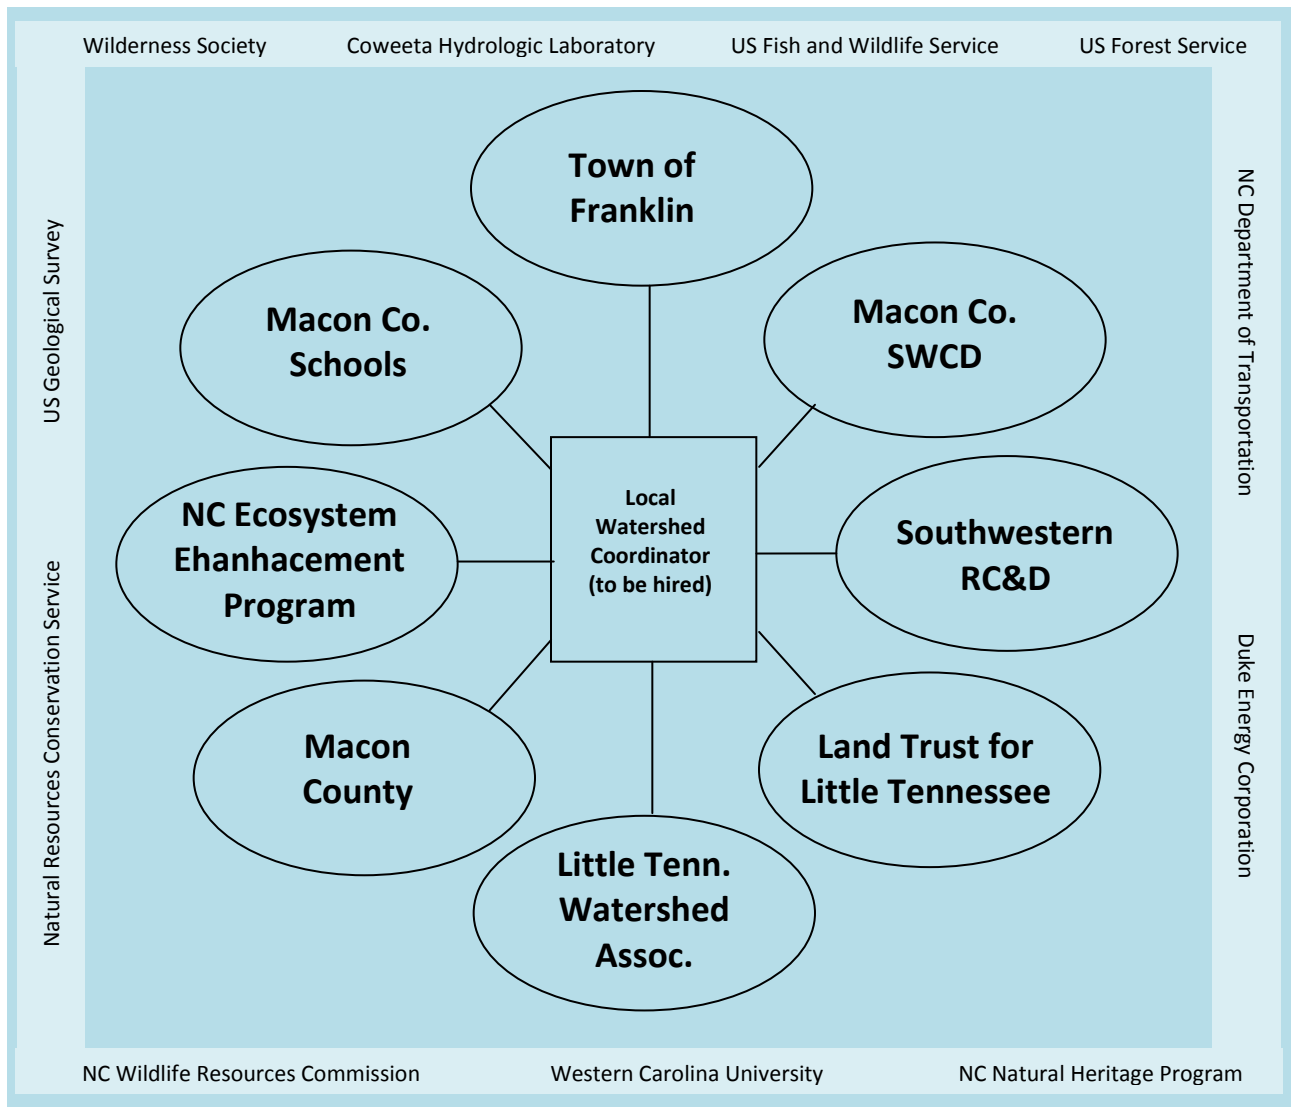 Wilderness Society
Coweeta Hydrologic Laboratory
US Fish and Wildlife Service
US Forest Service
US Geological Survey
Natural Resources Conservation Service
Town of
Franklin
Macon Co.
Schools
Macon Co.
SWCD
NC Ecosystem
Ehanhacement
Program
Local
Watershed
Coordinator
(to be hired)
Southwestern
RC&D
Macon
County
Land Trust for
Little Tennessee
Little Tenn.
Watershed
Assoc.
NC Department of Transportation
Duke Energy Corporation
NC Wildlife Resources Commission
Western Carolina University
NC Natural Heritage Program